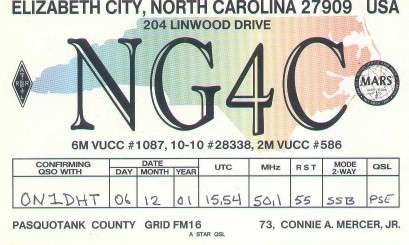 ELIZABETH CITY, NORTH CAROLINA 27909 USA
204 LINWOOD DRIVE
NG4C
MARS
6M VUCC #1087, 10-10 #28338, 2M VUCC #586
CONFIRMING QSO WITH DATE DAY MONTH YEAR UTC MHz RST MODE 2-WAY QSL
ON1DHT 06 12 01 15.54 50,1 55 SSB PSE
PASQUOTANK COUNTY GRID FM16 73, CONNIE A. MERCER, JR.
A STAR QSL